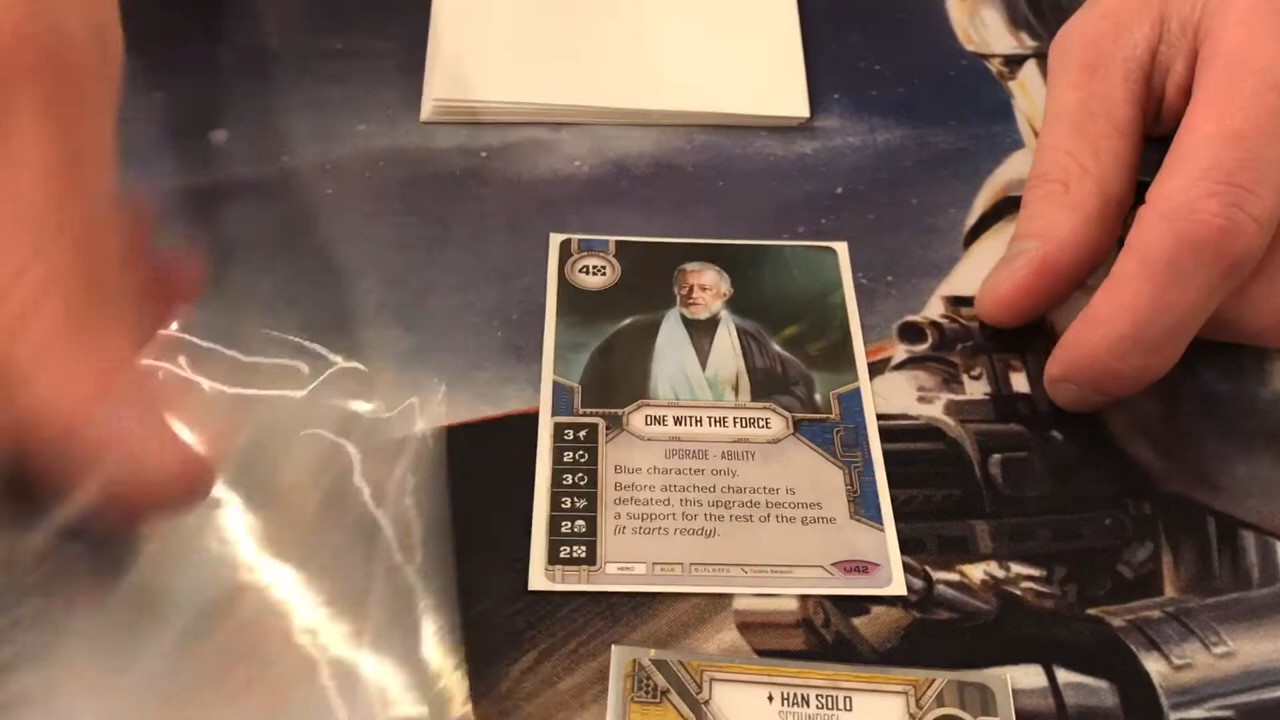 4
ONE WITH THE FORCE
UPGRADE - ABILITY
Blue character only.
Before attached character is
defeated, this upgrade becomes
a support for the rest of the game
(it starts ready).
3
2
3
3
2
2
HERO
BLUE
W42
HAN SOLO
SCOUNDREL